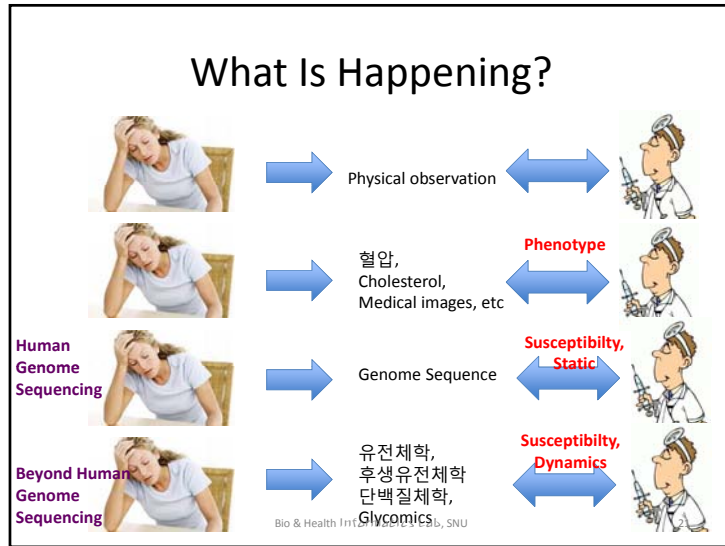 What Is Happening?
Physical observation
혈압,
Cholesterol,
Medical images, etc
Phenotype
Human
Genome
Sequencing
Genome Sequence
Susceptibilty,
Static
Beyond Human
Genome
Sequencing
유전체학,
후생유전체학
단백질체학,
Glycomics
Susceptibilty,
Dynamics
Bio & Health Informatics Lab, SNU